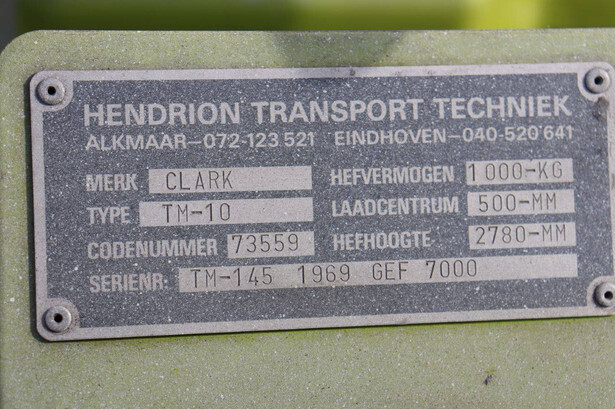 HENDRION TRANSPORT TECHNIEK
ALKMAAR-072-123 521 EINDHOVEN-040-520 641
MERK CLARK HEFVERMOGEN 1000-KG
TYPE TM-10 LAADCENTRUM 500-MM
CODENUMMER 73559 HEFHOOGTE 2780-MM
SERIENR: TM-145 1969 GEF 7000